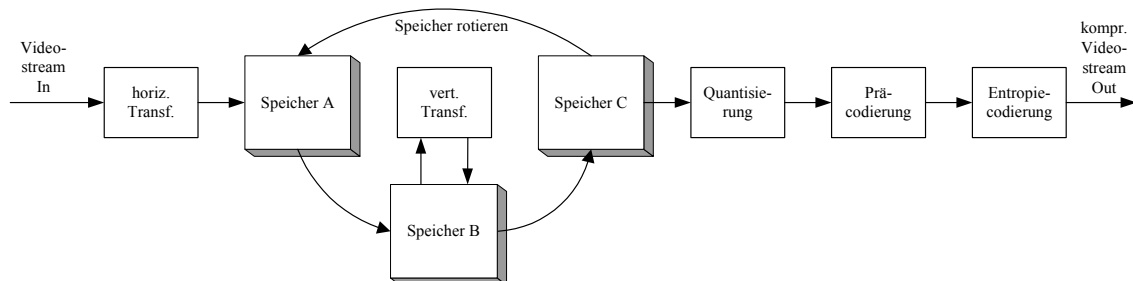 Speicher rotieren
Video-
stream
In
horiz.
Transf.
Speicher A
vert.
Transf.
Speicher B
Speicher C
Quantisie-
rung
Prä-
codierung
Entropie-
codierung
kompr.
Video-
stream
Out